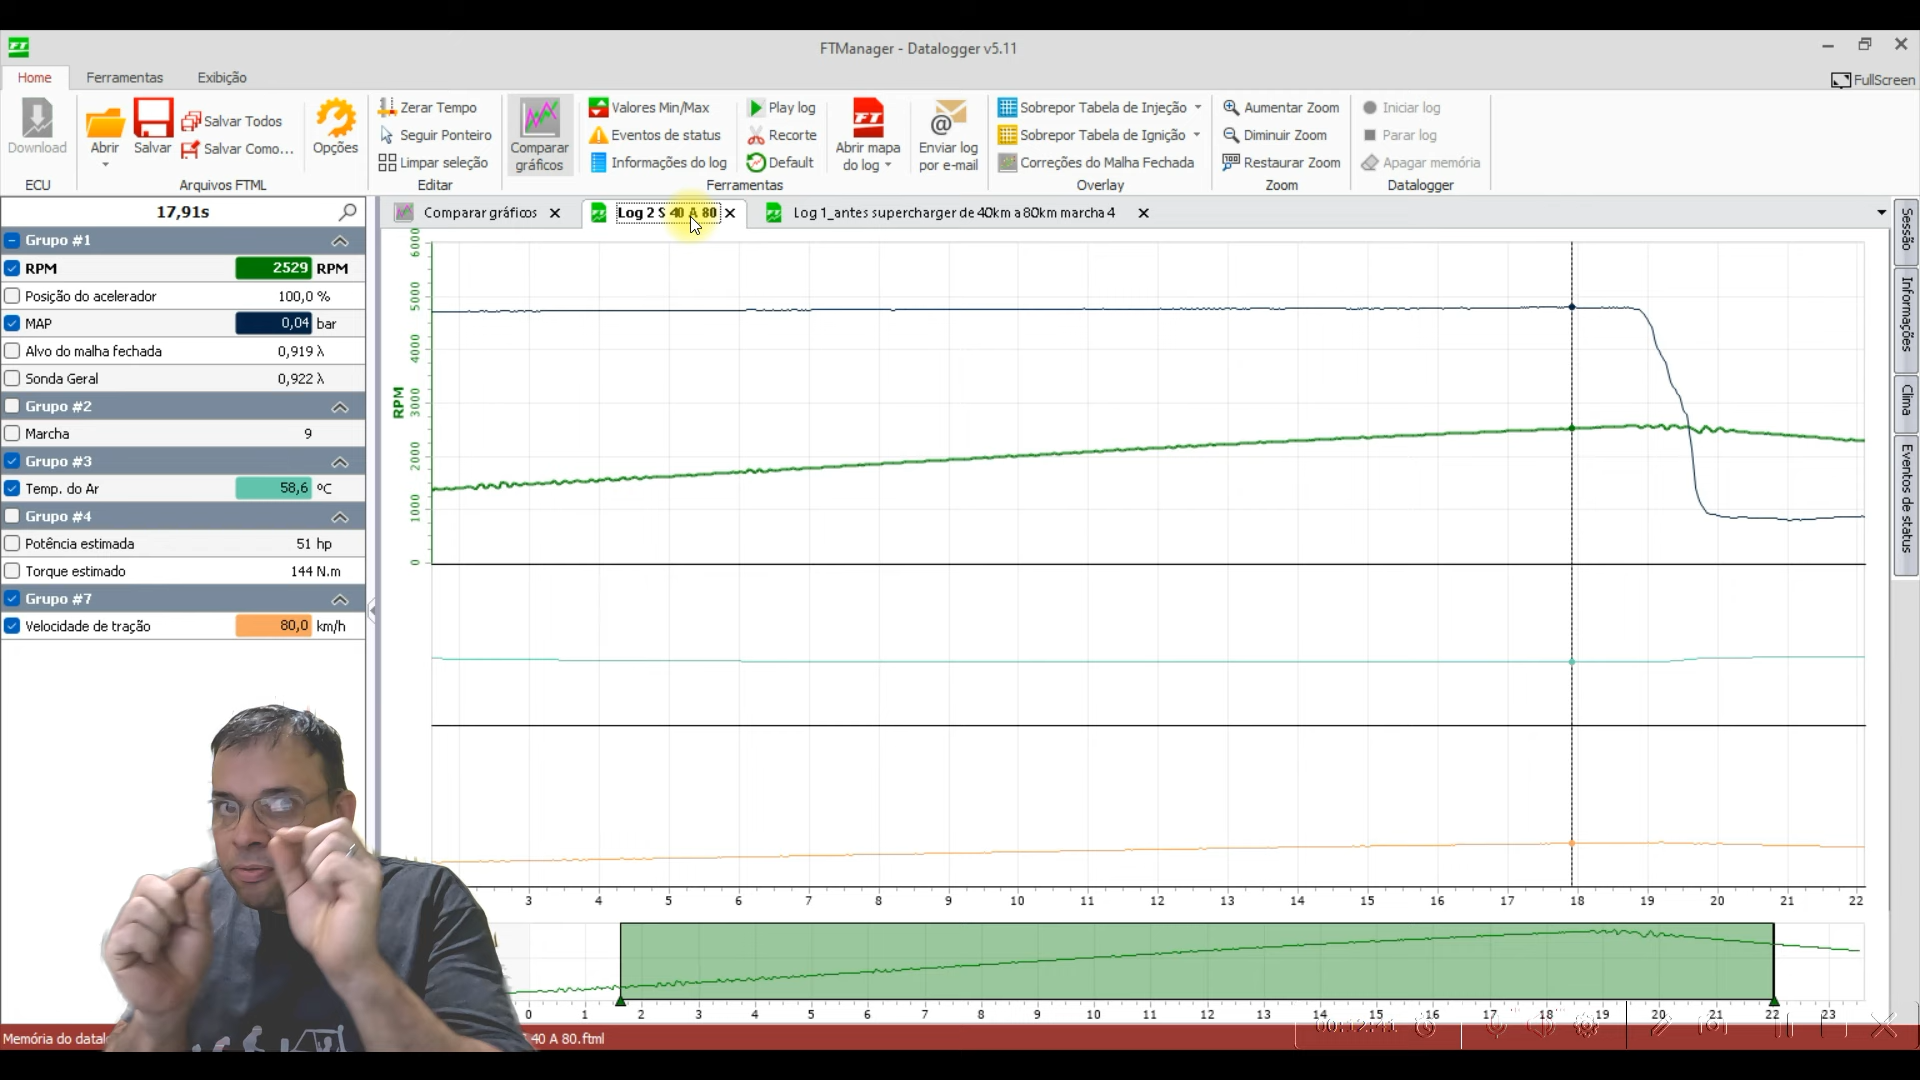 FTManager - Datalogger v5.11
Home Ferramentas Exibição FullScreen
Download
ECU
Abrir
Salvar
Salvar Todos
Salvar Como...
Arquivos FTML
Opções
Zerar Tempo
Seguir Ponteiro
Limpar seleção
Editar
Comparar
gráficos
Valores Min/Max
Eventos de status
Informações do log
Play log
Recorte
Default
Abrir mapa
do log
Enviar log
por e-mail
Ferramentas
Sobrepor Tabela de Injeção
Sobrepor Tabela de Ignição
Correções do Malha Fechada
Overlay
Aumentar Zoom
Diminuir Zoom
Restaurar Zoom
Zoom
Iniciar log
Parar log
Apagar memória
Datalogger
17,91s
Comparar gráficos
Log 2 S 40 A 80
Log 1_antes supercharger de 40km a 80km marcha 4
Grupo #1
RPM 2529 RPM
Posição do acelerador 100,0 %
MAP 0,04 bar
Alvo do malha fechada 0,919 λ
Sonda Geral 0,922 λ
Grupo #2
Marcha 9
Grupo #3
Temp. do Ar 58,6 ºC
Grupo #4
Potência estimada 51 hp
Torque estimado 144 N.m
Grupo #7
Velocidade de tração 80,0 km/h
RPM
6000
5000
4000
3000
2000
1000
0
Sessão
Informações
Clima
Eventos de status
3 4 5 6 7 8 9 10 11 12 13 14 15 16 17 18 19 20 21 22
0 1 2 3 4 5 6 7 8 9 10 11 12 13 14 15 16 17 18 19 20 21 22 23
00:12:41
Memória do datal
40 A 80.ftml